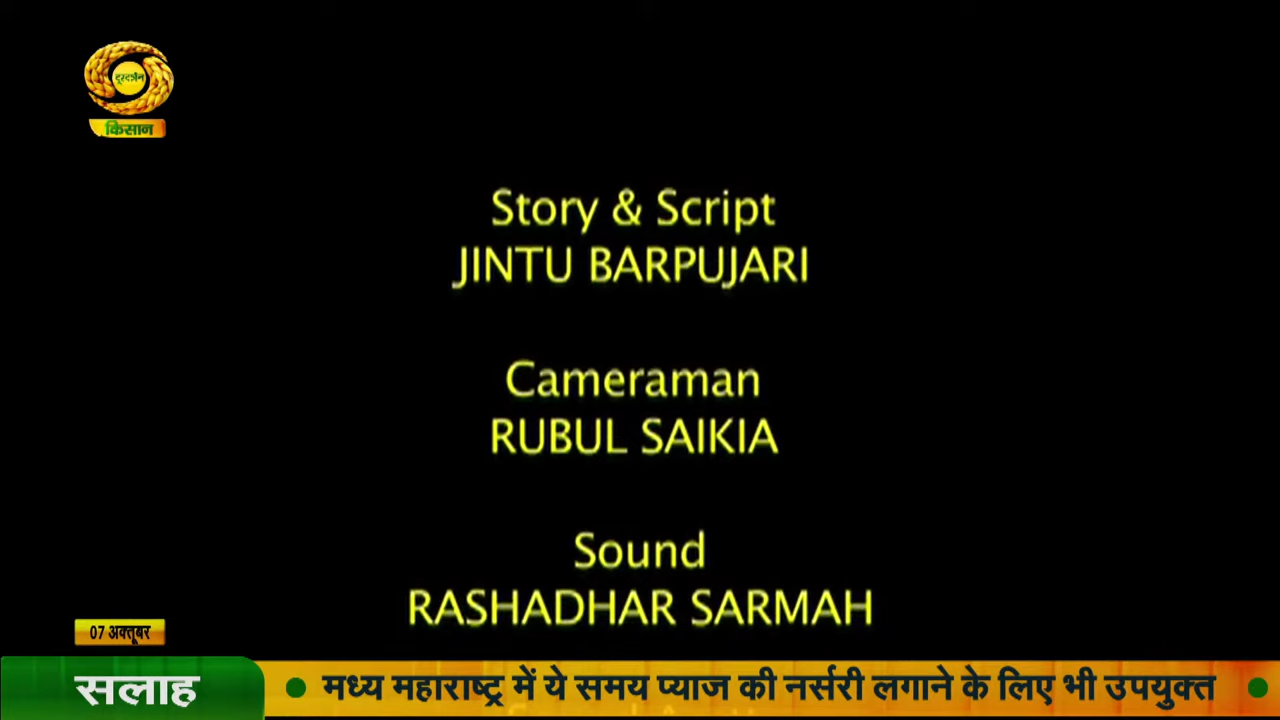 दूरदर्शन
किसान
Story & Script
JINTU BARPUJARI
Cameraman
RUBUL SAIKIA
Sound
RASHADHAR SARMAH
07 अक्तूबर
सलाह
मध्य महाराष्ट्र में ये समय प्याज की नर्सरी लगाने के लिए भी उपयुक्त